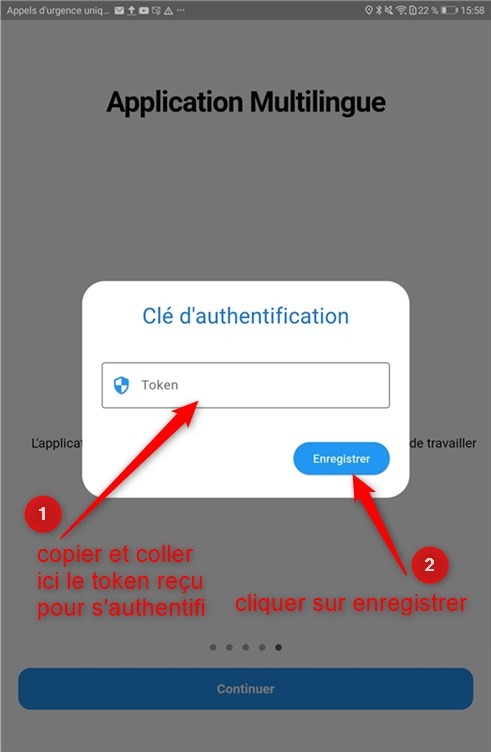 Appels d'urgence uniq... 22 % 15:58
Application Multilingue
Clé d'authentification
Token
L'applicat de travailler
Enregistrer
1
copier et coller
ici le token reçu
pour s'authentifi
2
cliquer sur enregistrer
Continuer